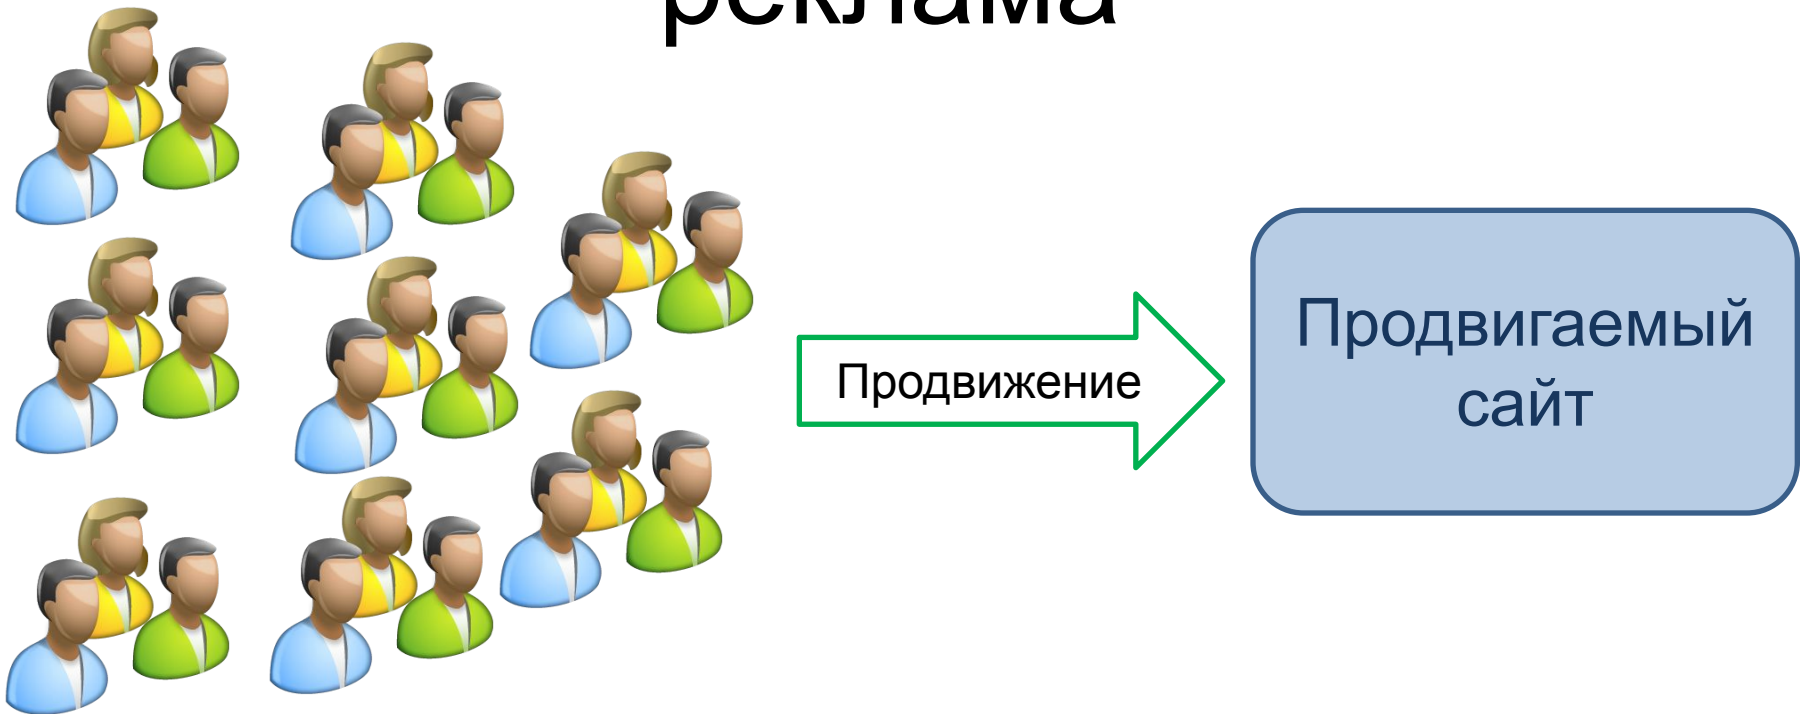 реклама
Продвижение
Продвигаемый
сайт